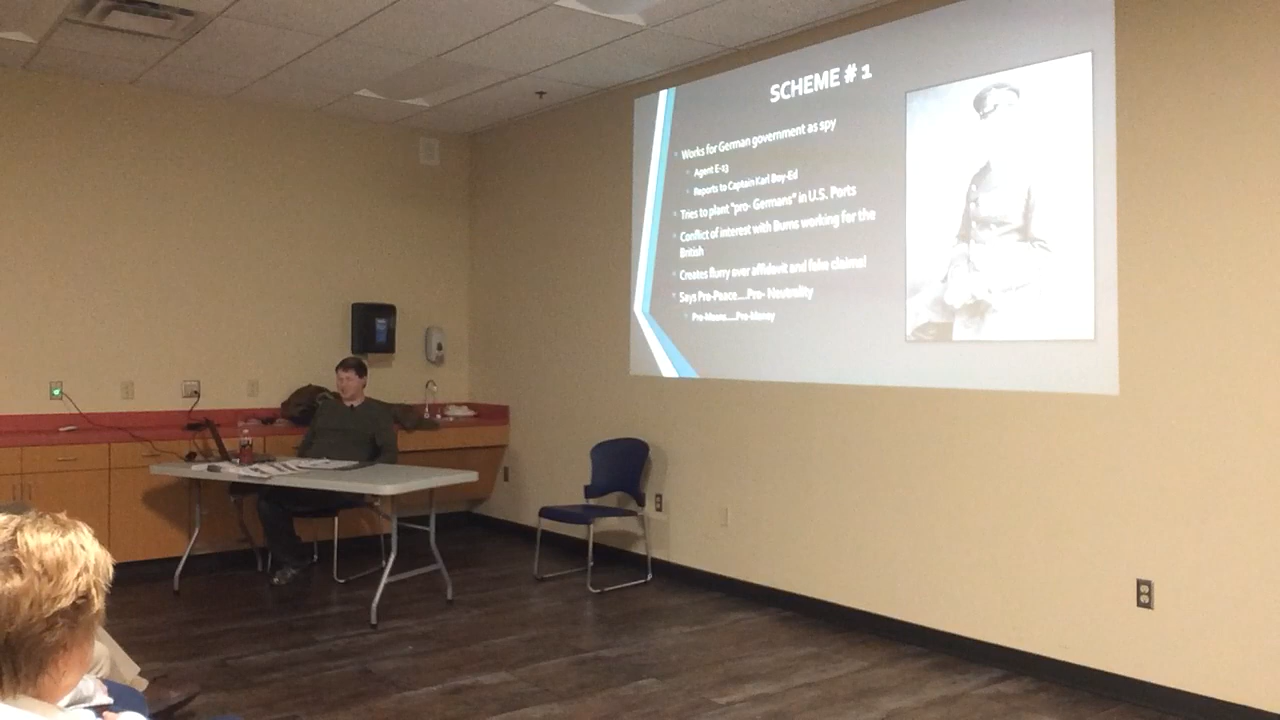 SCHEME # 1
Works for German government as spy
Agent E-13
Reports to Captain Karl Boy-Ed
Tries to plant "pro- Germans" in U.S. Ports
Conflict of interest with Burns working for the
British
Creates flurry over affidavit and fake claims!
Says Pro-Peace....Pro- Neutrality
Pro-Means.....Pro-Money